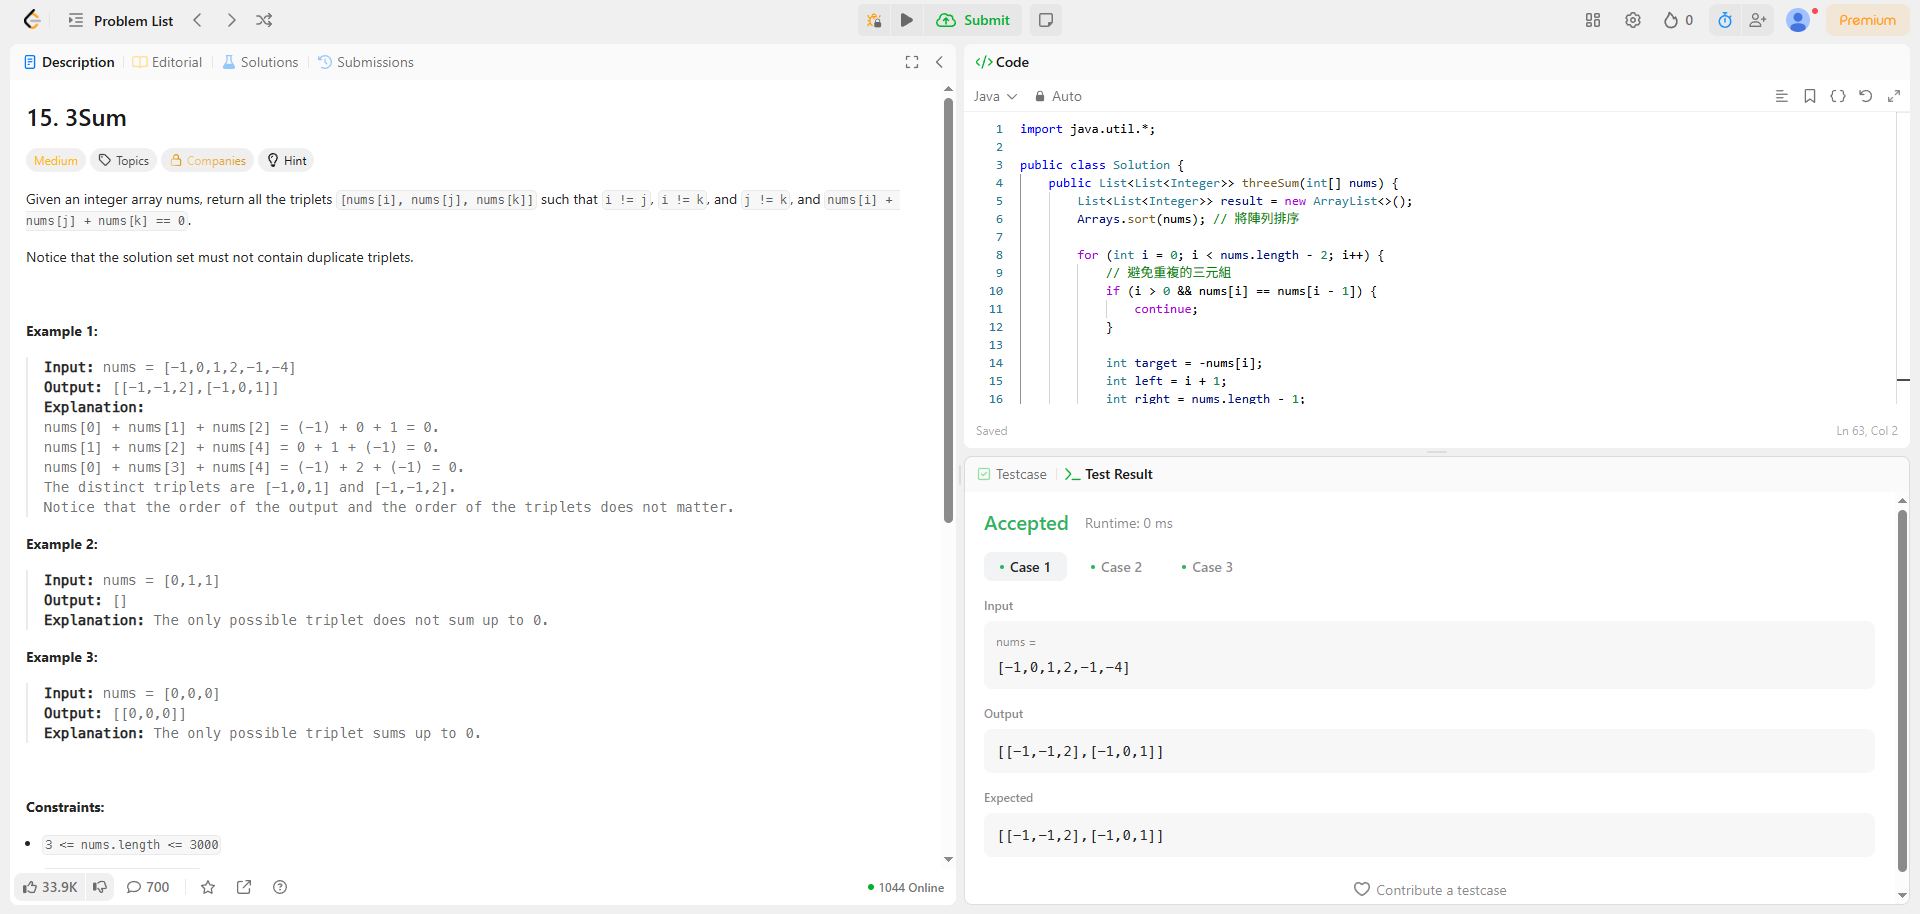 Problem List
Submit
0
Premium
Description
Editorial
Solutions
Submissions
15. 3Sum
Medium
Topics
Companies
Hint
Given an integer array nums, return all the triplets [nums[i], nums[j], nums[k]] such that i != j, i != k, and j != k, and nums[i] +
nums[j] + nums[k] == 0.
Notice that the solution set must not contain duplicate triplets.
Example 1:
Input: nums = [-1,0,1,2,-1,-4]
Output: [[-1,-1,2],[-1,0,1]]
Explanation:
nums[0] + nums[1] + nums[2] = (-1) + 0 + 1 = 0.
nums[1] + nums[2] + nums[4] = 0 + 1 + (-1) = 0.
nums[0] + nums[3] + nums[4] = (-1) + 2 + (-1) = 0.
The distinct triplets are [-1,0,1] and [-1,-1,2].
Notice that the order of the output and the order of the triplets does not matter.
Example 2:
Input: nums = [0,1,1]
Output: []
Explanation: The only possible triplet does not sum up to 0.
Example 3:
Input: nums = [0,0,0]
Output: [[0,0,0]]
Explanation: The only possible triplet sums up to 0.
Constraints:
• 3 <= nums.length <= 3000
33.9K
700
1044 Online
</> Code
Java
Auto
1 import java.util.*;
2
3 public class Solution {
4 public List<List<Integer>> threeSum(int[] nums) {
5 List<List<Integer>> result = new ArrayList<>();
6 Arrays.sort(nums); // 將陣列排序
7
8 for (int i = 0; i < nums.length - 2; i++) {
9 // 避免重複的三元組
10 if (i > 0 && nums[i] == nums[i - 1]) {
11 continue;
12 }
13
14 int target = -nums[i];
15 int left = i + 1;
16 int right = nums.length - 1;
Saved
Ln 63, Col 2
Testcase
Test Result
Accepted
Runtime: 0 ms
• Case 1
• Case 2
• Case 3
Input
nums =
[-1,0,1,2,-1,-4]
Output
[[-1,-1,2],[-1,0,1]]
Expected
[[-1,-1,2],[-1,0,1]]
Contribute a testcase